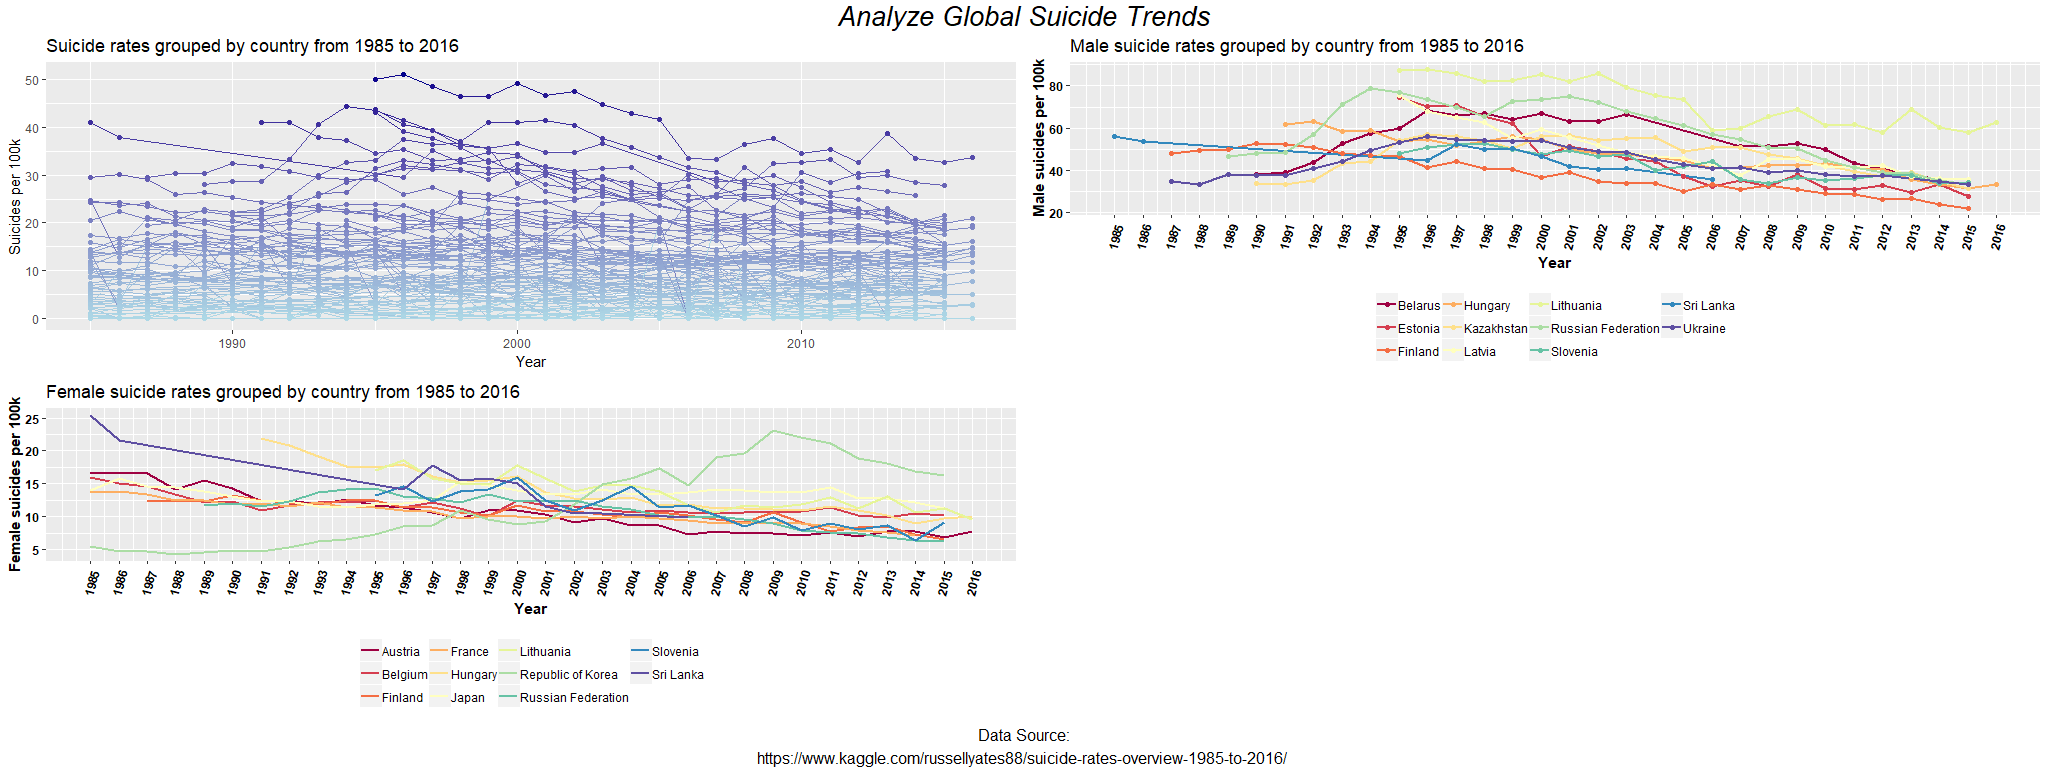 Analyze Global Suicide Trends
Suicide rates grouped by country from 1985 to 2016
Suicides per 100k
50
40
30
20
10
0
1990 2000 2010
Year
Male suicide rates grouped by country from 1985 to 2016
Male suicides per 100k
80
60
40
20
1985 1986 1987 1988 1989 1990 1991 1992 1993 1994 1995 1996 1997 1998 1999 2000 2001 2002 2003 2004 2005 2006 2007 2008 2009 2010 2011 2012 2013 2014 2015 2016
Year
Belarus Hungary Lithuania Sri Lanka
Estonia Kazakhstan Russian Federation Ukraine
Finland Latvia Slovenia
Female suicide rates grouped by country from 1985 to 2016
Female suicides per 100k
25
20
15
10
5
1985 1986 1987 1988 1989 1990 1991 1992 1993 1994 1995 1996 1997 1998 1999 2000 2001 2002 2003 2004 2005 2006 2007 2008 2009 2010 2011 2012 2013 2014 2015 2016
Year
Austria France Lithuania Slovenia
Belgium Hungary Republic of Korea Sri Lanka
Finland Japan Russian Federation
Data Source:
https://www.kaggle.com/russellyates88/suicide-rates-overview-1985-to-2016/